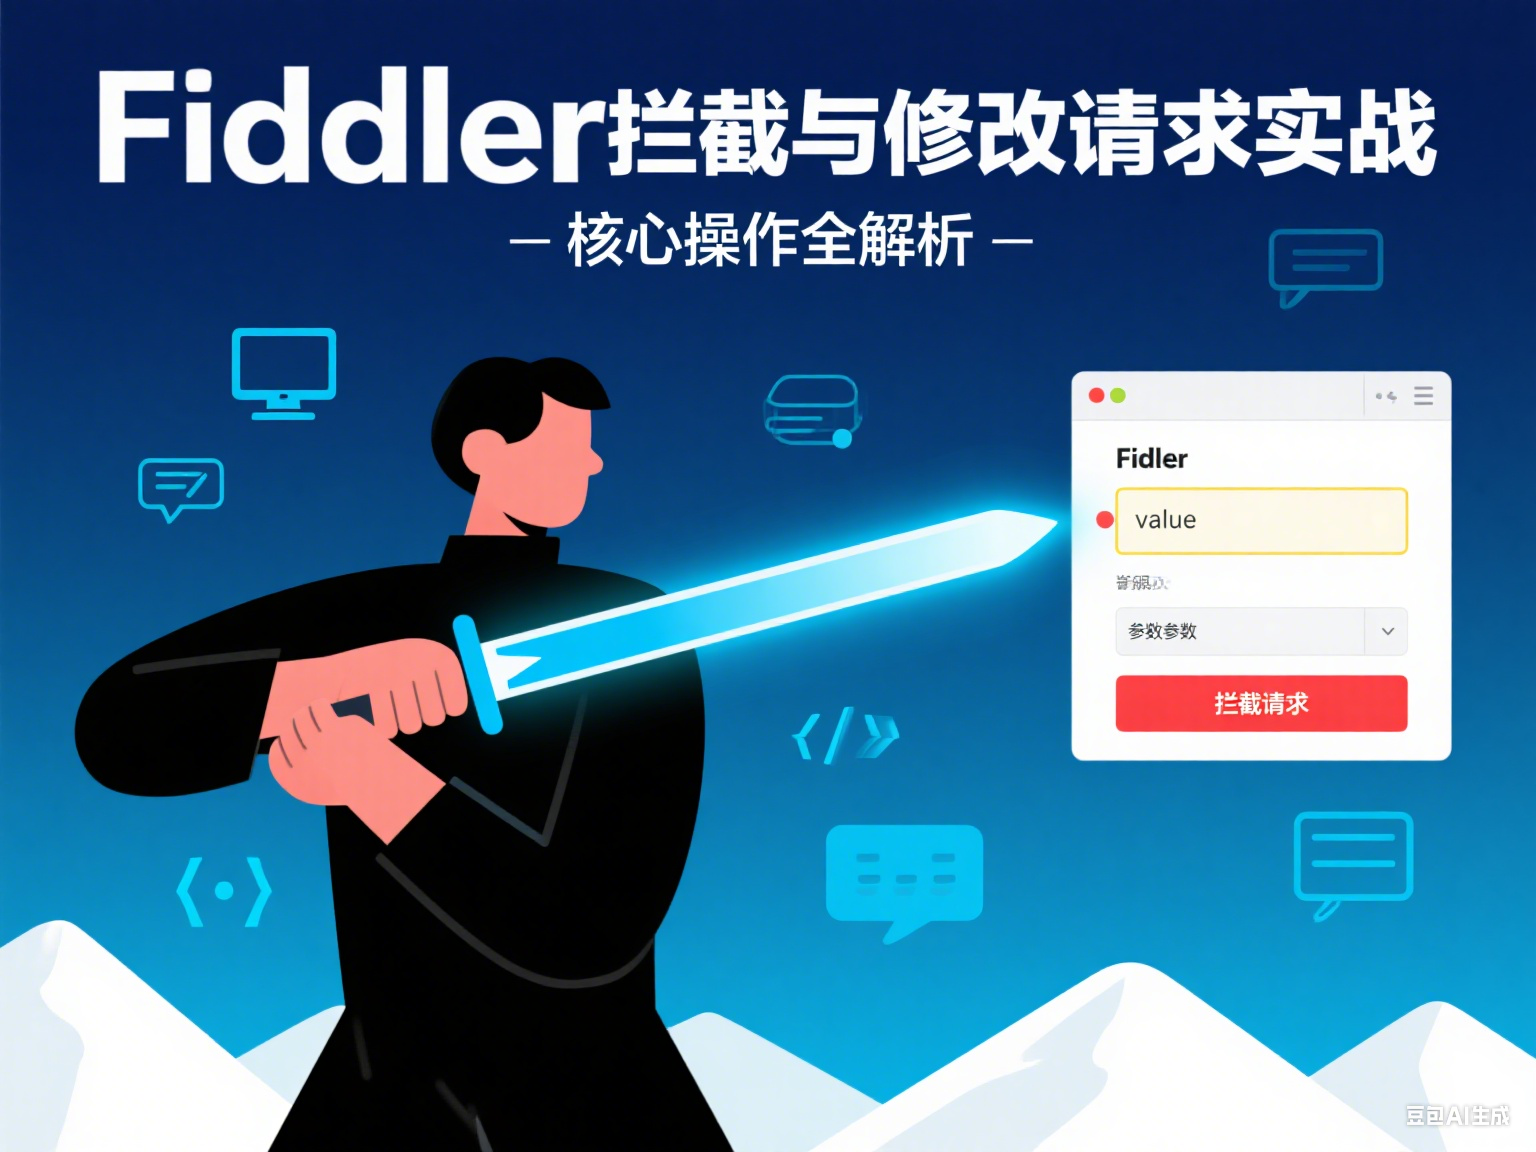 Fiddler拦截与修改请求实战
— 核心操作全解析 —
Fidler
value
参数参数
拦截请求
豆包AI生成